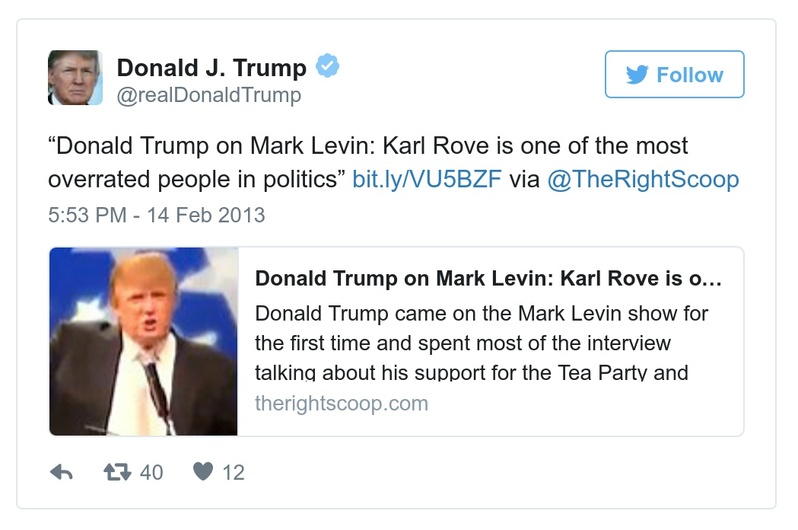 Donald J. Trump
@realDonaldTrump
Follow
“Donald Trump on Mark Levin: Karl Rove is one of the most
overrated people in politics” bit.ly/VU5BZF via @TheRightScoop
5:53 PM - 14 Feb 2013
Donald Trump on Mark Levin: Karl Rove is o...
Donald Trump came on the Mark Levin show for
the first time and spent most of the interview
talking about his support for the Tea Party and
therightscoop.com
40
12